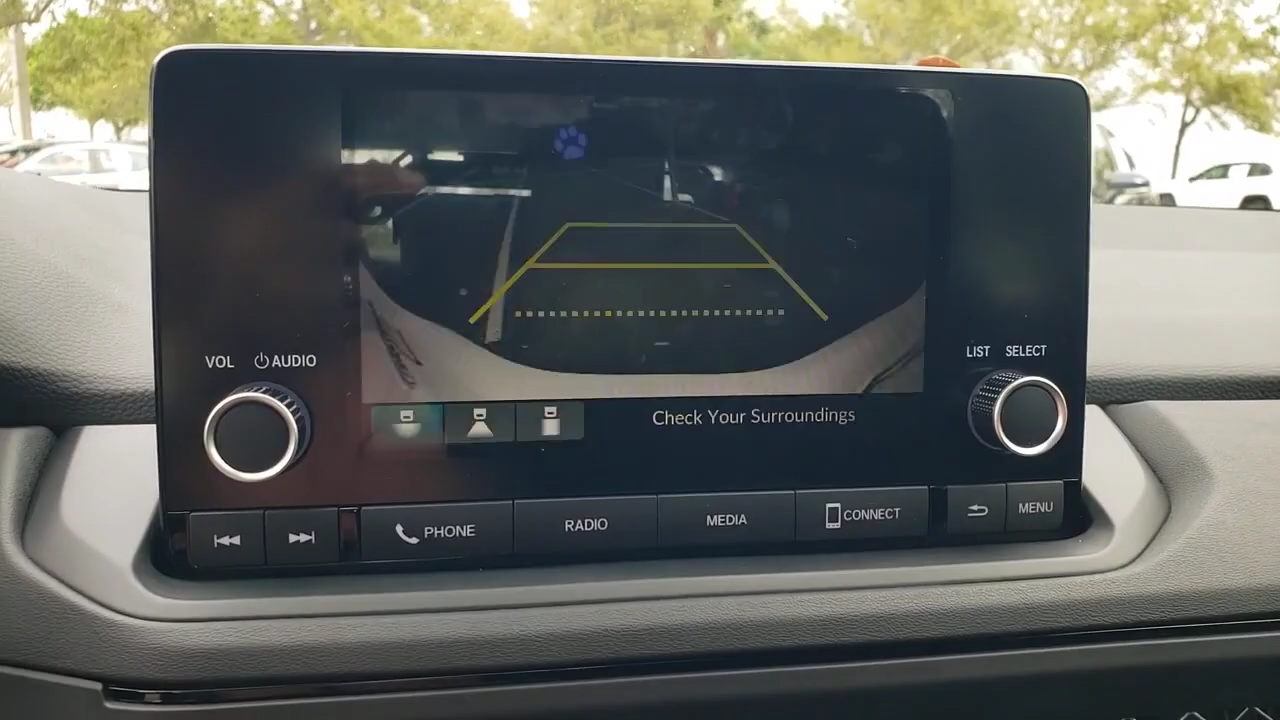 VOL AUDIO
LIST SELECT
Check Your Surroundings
PHONE
RADIO
MEDIA
CONNECT
MENU